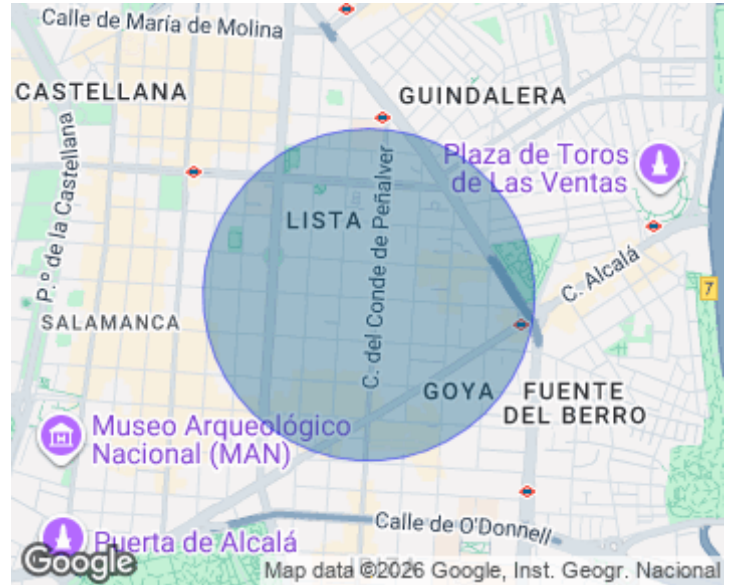 Calle de María de Molina
CASTELLANA
GUINDALERA
P.º de la Castellana
Plaza de Toros
de Las Ventas
C. del Conde de Peñalver
LISTA
C. Alcalá
7
SALAMANCA
GOYA
FUENTE
DEL BERRO
Museo Arqueológico
Nacional (MAN)
Calle de O'Donnell
Puerta de Alcalá
IBIZA
Google
Map data ©2026 Google, Inst. Geogr. Nacional